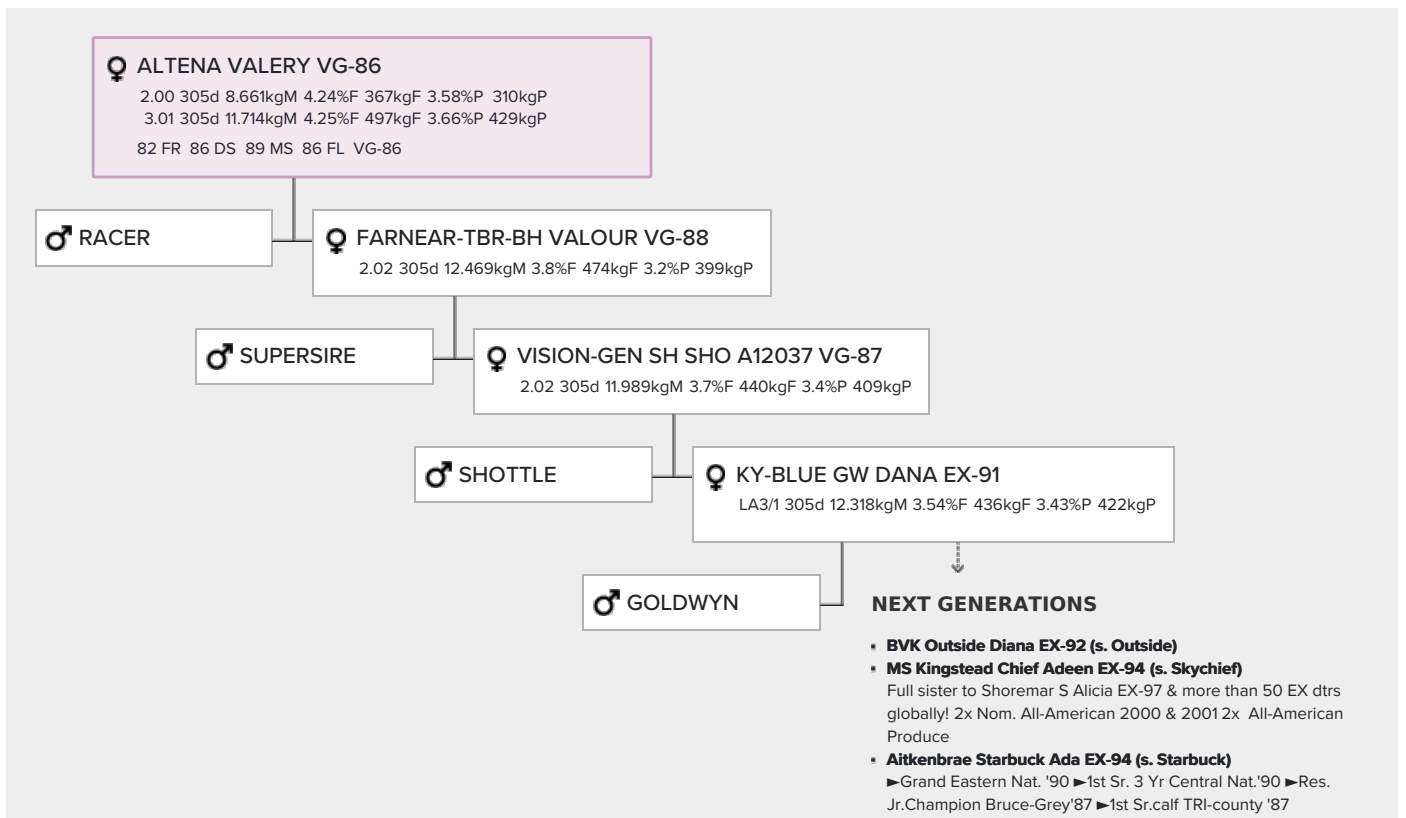 ALTENA VALERY VG-86
2.00 305d 8.661kgM 4.24%F 367kgF 3.58%P 310kgP
3.01 305d 11.714kgM 4.25%F 497kgF 3.66%P 429kgP
82 FR 86 DS 89 MS 86 FL VG-86
RACER
FARNEAR-TBR-BH VALOUR VG-88
2.02 305d 12.469kgM 3.8%F 474kgF 3.2%P 399kgP
SUPERSIRE
VISION-GEN SH SHO A12037 VG-87
2.02 305d 11.989kgM 3.7%F 440kgF 3.4%P 409kgP
SHOTTLE
KY-BLUE GW DANA EX-91
LA3/1 305d 12.318kgM 3.54%F 436kgF 3.43%P 422kgP
GOLDWYN
NEXT GENERATIONS
▪ BVK Outside Diana EX-92 (s. Outside)
▪ MS Kingstead Chief Adeen EX-94 (s. Skychief)
Full sister to Shoremar S Alicia EX-97 & more than 50 EX dtrs
globally! 2x Nom. All-American 2000 & 2001 2x All-American
Produce
▪ Aitkenbrae Starbuck Ada EX-94 (s. Starbuck)
►Grand Eastern Nat. '90 ►1st Sr. 3 Yr Central Nat.'90 ►Res.
Jr.Champion Bruce-Grey'87 ►1st Sr.calf TRI-county '87